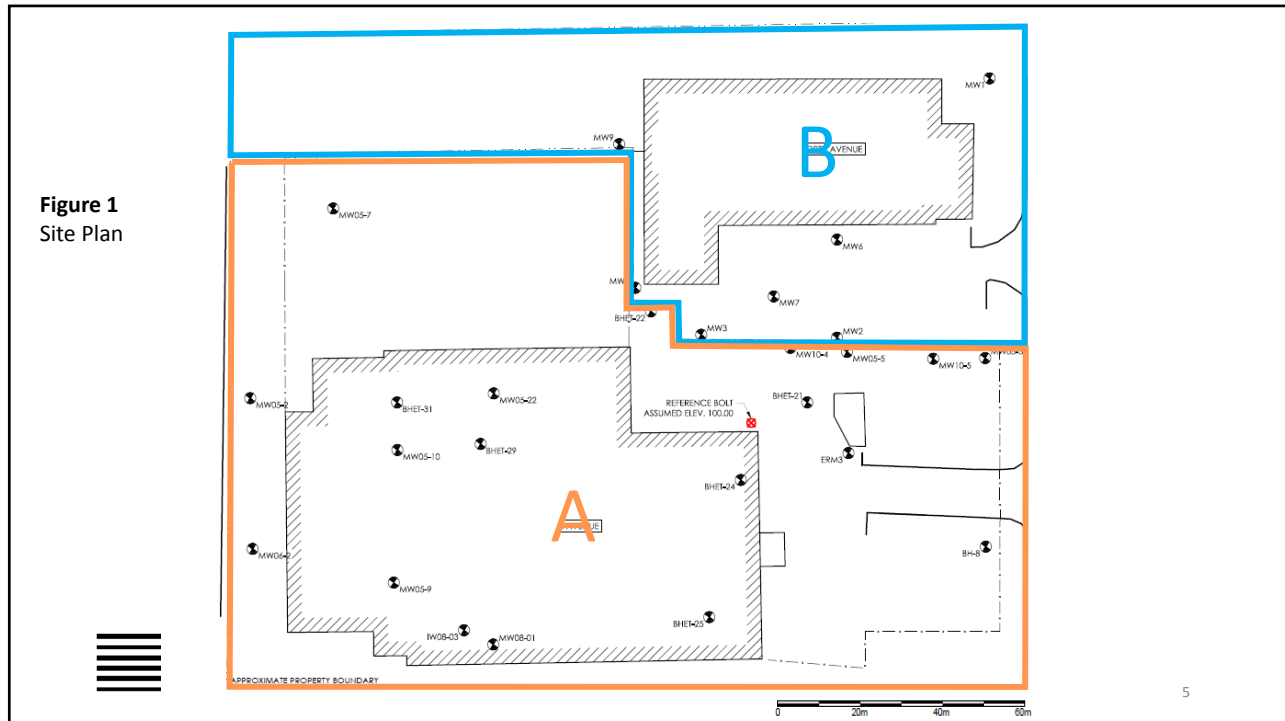 Figure 1
Site Plan
MW1
MW9
B
AVENUE
MW05-7
MW6
MW
MW7
BHET-22
MW3
MW2
MW10-4
MW05-5
MW10-5
MW05-2
BHET-31
MW05-22
REFERENCE BOLT
ASSUMED ELEV. 100.00
BHET-21
MW05-10
BHET-29
ERM3
BHET-24
A
MW06-2
BH-8
MW05-9
BHET-25
IW08-03
MW08-01
APPROXIMATE PROPERTY BOUNDARY
0 20m 40m 60m
5